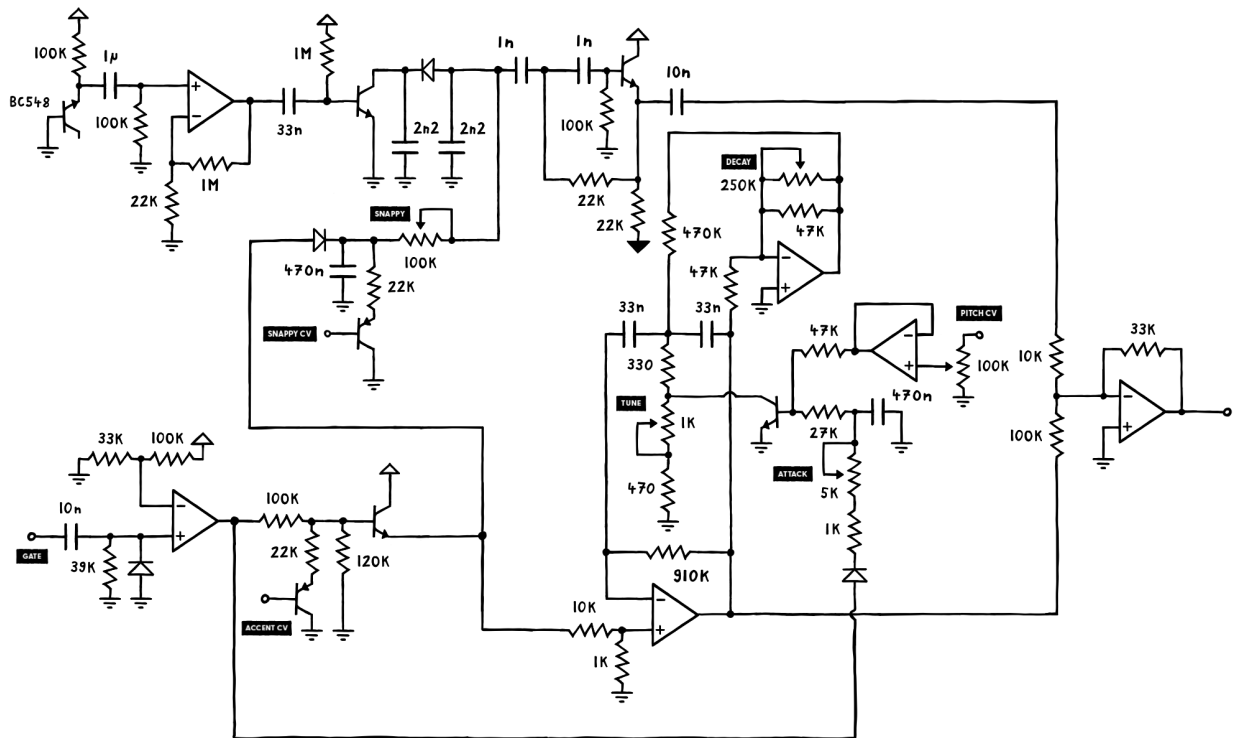 100K
1µ
BC548
100K
1M
22K
33n
1M
2n2
2n2
1n
1n
100K
10n
22K
22K
SNAPPY
100K
470n
22K
SNAPPY CV
DECAY
250K
47K
470K
47K
33n
33n
330
TUNE
1K
470
47K
PITCH CV
100K
470n
27K
ATTACK
5K
1K
10K
100K
33K
33K
100K
10n
GATE
39K
100K
22K
120K
ACCENT CV
910K
10K
1K